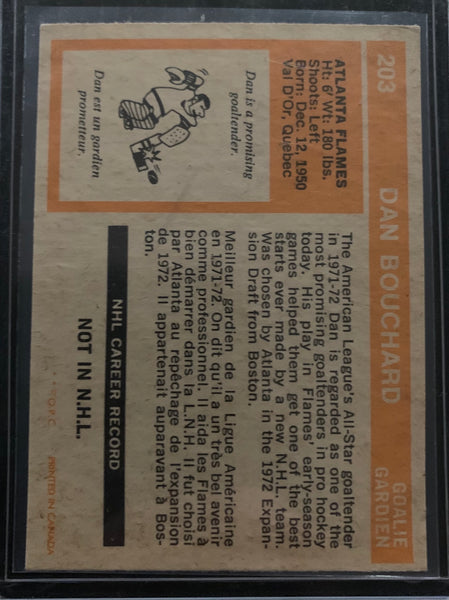 203
DAN BOUCHARD
GOALIE
GARDIEN
ATLANTA FLAMES
Ht: 6' Wt: 180 lbs.
Shoots: Left
Born: Dec. 12, 1950
Val D'Or, Quebec
Dan is a promising
goaltender.
Dan est un gardien
prometteur.
The American League's All-Star goaltender
in 1971-72 Dan is regarded as one of the
most promising goaltenders in pro hockey
today. His play in Flames' early-season
games helped them get one of the best
starts ever made by a new N.H.L. team.
Was chosen by Atlanta in the 1972 Expan-
sion Draft from Boston.
Meilleur gardien de la Ligue Américaine
en 1971-72. On dit qu'il a un très bel avenir
comme professionnel. Il aida les Flames à
bien démarrer dans la L.N.H. Il fut choisi
par Atlanta au repêchage de l'expansion
de 1972. Il appartenait auparavant à Bos-
ton.
NHL CAREER RECORD
NOT IN N.H.L.
O.P.C. PRINTED IN CANADA